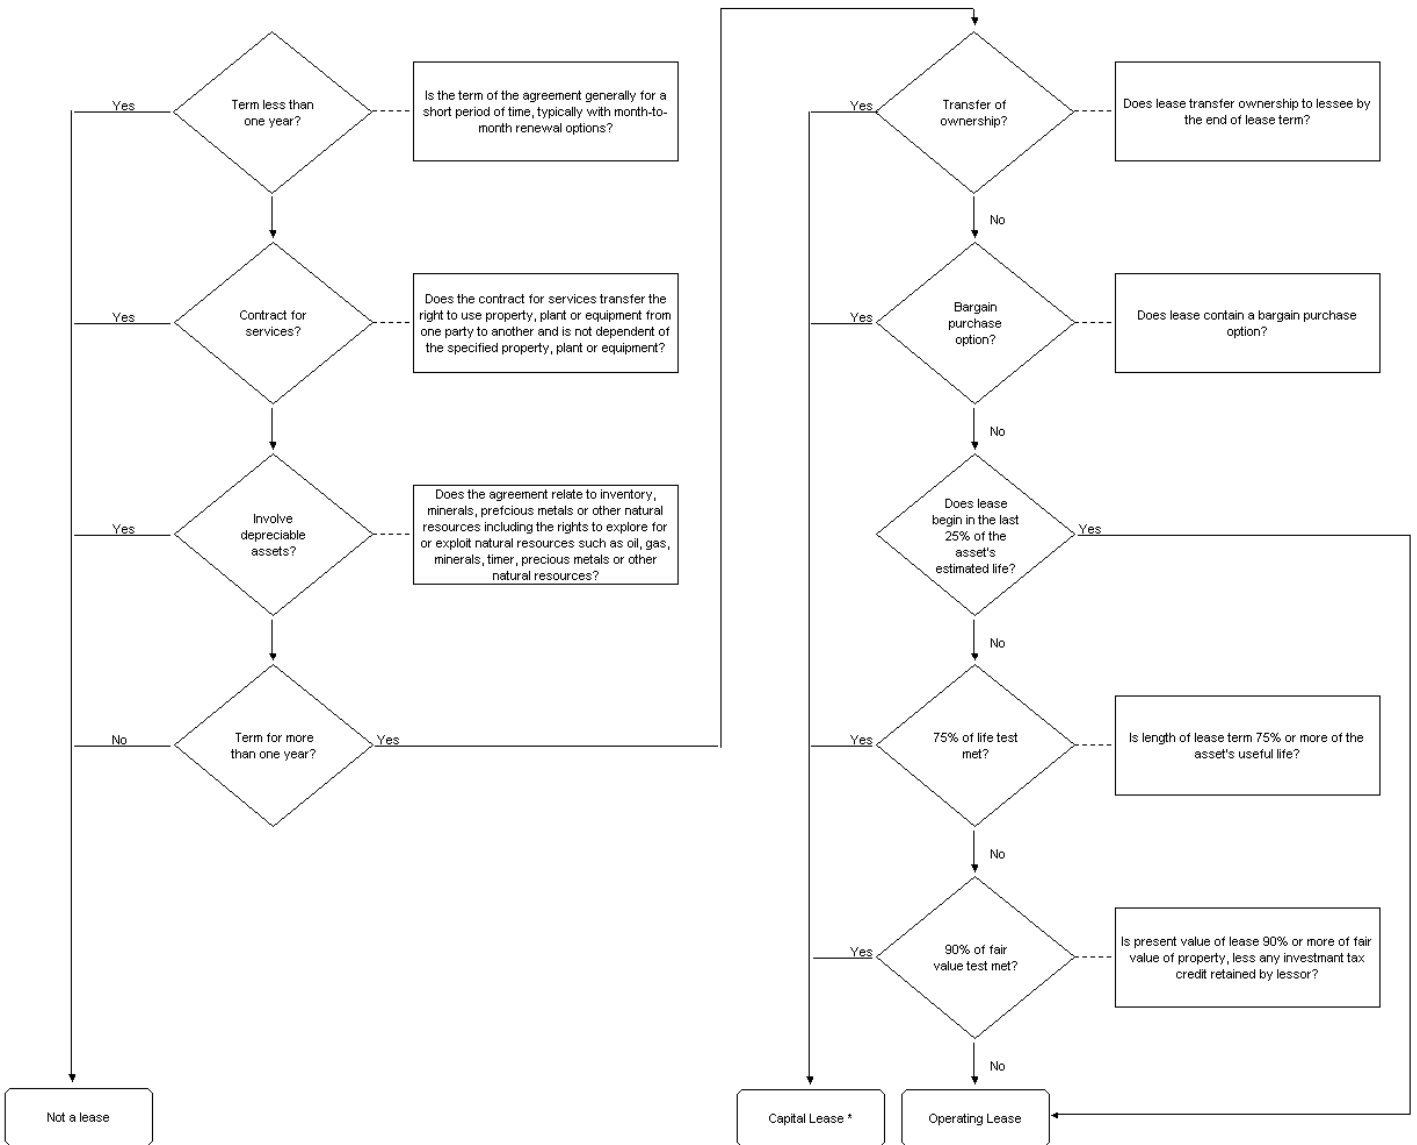 Yes
Term less than
one year?
Is the term of the agreement generally for a
short period of time, typically with month-to-
month renewal options?
Yes
Contract for
services?
Does the contract for services transfer the
right to use property, plant or equipment from
one party to another and is not dependent of
the specified property, plant or equipment?
Yes
Involve
depreciable
assets?
Does the agreement relate to inventory,
minerals, prefcious metals or other natural
resources including the rights to explore for
or exploit natural resources such as oil, gas,
minerals, timer, precious metals or other
natural resources?
No
Term for more
than one year?
Yes
Not a lease
Yes
Transfer of
ownership?
Does lease transfer ownership to lessee by
the end of lease term?
No
Yes
Bargain
purchase
option?
Does lease contain a bargain purchase
option?
No
Does lease
begin in the last
25% of the
asset's
estimated life?
Yes
No
Yes
75% of life test
met?
Is length of lease term 75% or more of the
asset's useful life?
No
Yes
90% of fair
value test met?
Is present value of lease 90% or more of fair
value of property, less any investmant tax
credit retained by lessor?
No
Capital Lease *
Operating Lease